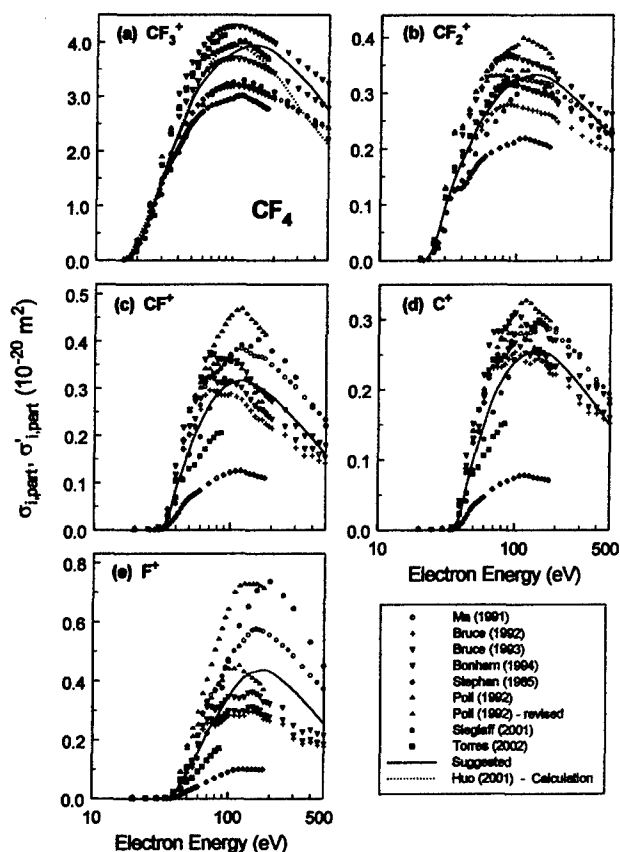 (a) CF3+
4.0
3.0
2.0
1.0
0.0
CF4
(b) CF2+
0.4
0.3
0.2
0.1
0.0
(c) CF+
0.5
0.4
0.3
0.2
0.1
0.0
10
100
500
(d) C+
0.3
0.2
0.1
0.0
10
100
500
Electron Energy (eV)
σi,part, σ'i,part (10−20 m2)
(e) F+
0.8
0.6
0.4
0.2
0.0
10
100
500
Electron Energy (eV)
Ma (1991)
Bruce (1992)
Bruce (1993)
Bonham (1994)
Stephan (1985)
Poll (1992)
Poll (1992) - revised
Sieglaff (2001)
Torres (2002)
Suggested
Huo (2001) - Calculation